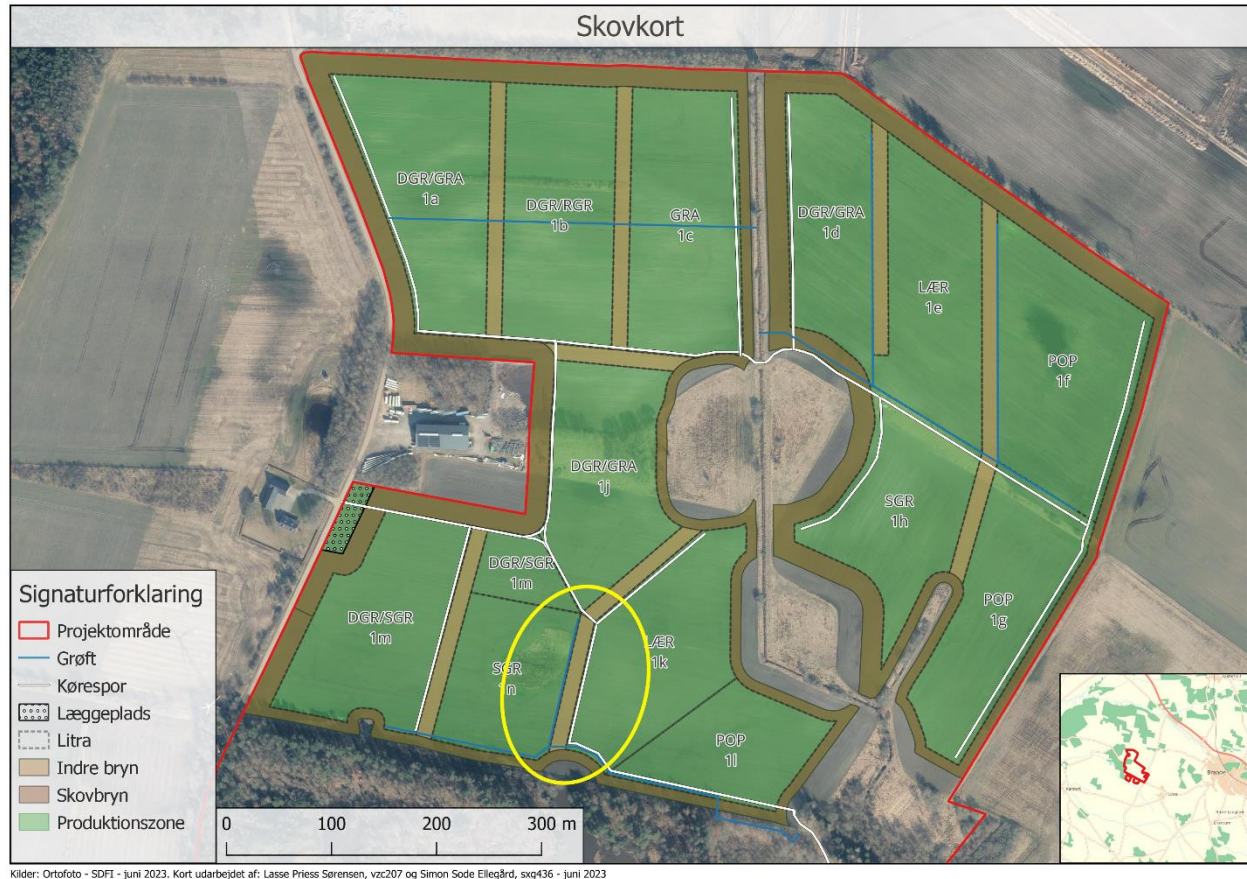 Skovkort
DGR/GRA
1a
DGR/RGR
1b
GRA
1c
DGR/GRA
1d
LÆR
1e
POP
1f
DGR/GRA
1j
SGR
1h
POP
1g
DGR/SGR
1m
DGR/SGR
1m
SGR
n
LÆR
1k
POP
1l
Signaturforklaring
Projektområde
Grøft
Kørespor
Læggeplads
Litra
Indre bryn
Skovbryn
Produktionszone
0 100 200 300 m
Kilder: Ortofoto - SDFI - juni 2023. Kort udarbejdet af: Lasse Priess Sørensen, vzc207 og Simon Sode Ellegård, sxg436 - juni 2023